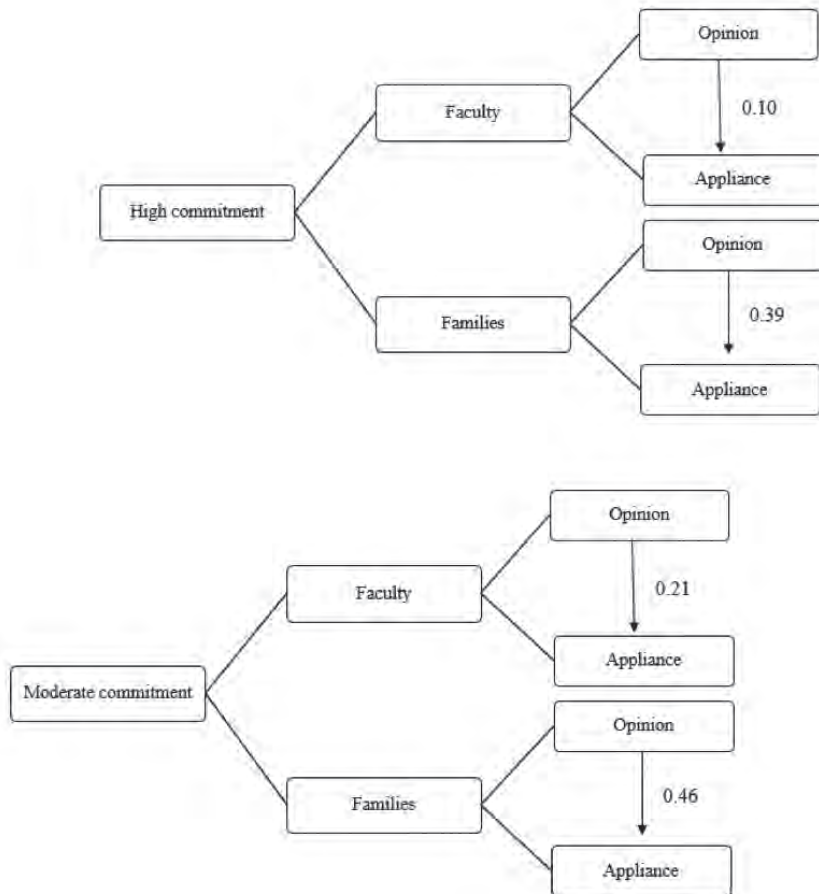 Opinion
Faculty
0.10
Appliance
High commitment
Opinion
Families
0.39
Appliance
Opinion
Faculty
0.21
Appliance
Moderate commitment
Opinion
Families
0.46
Appliance